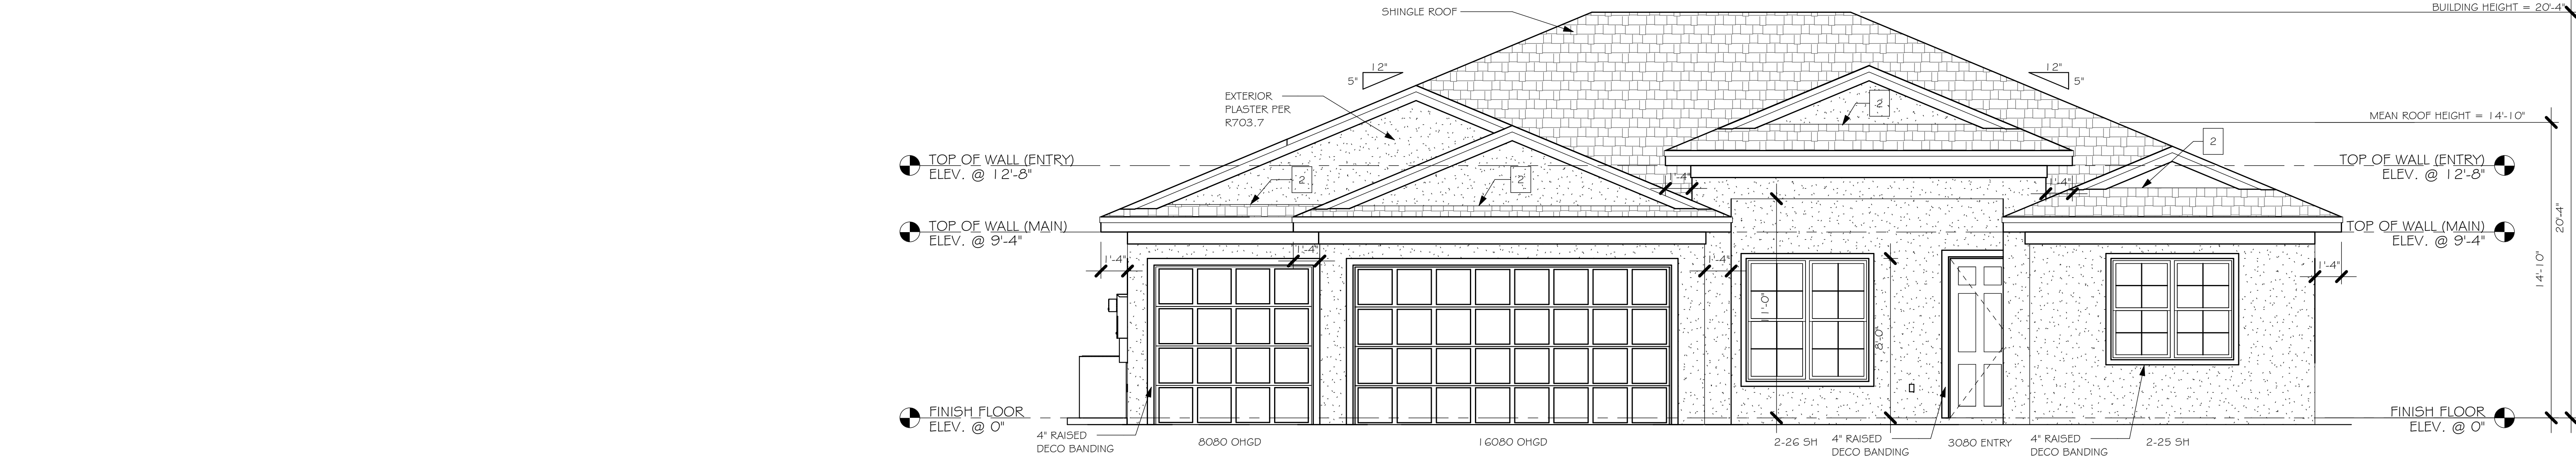 SHINGLE ROOF
BUILDING HEIGHT = 20'-4"
12"
5"
12"
5"
EXTERIOR
PLASTER PER
R703.7
2
MEAN ROOF HEIGHT = 14'-10"
2
TOP OF WALL (ENTRY)
ELEV. @ 12'-8"
TOP OF WALL (ENTRY)
ELEV. @ 12'-8"
2
2
1'-4"
1'-4"
TOP OF WALL (MAIN)
ELEV. @ 9'-4"
TOP OF WALL (MAIN)
ELEV. @ 9'-4"
20'-4"
14'-10"
1'-4"
1'-4"
1'-4"
1'-4"
11'-0"
8'-0"
FINISH FLOOR
ELEV. @ 0"
FINISH FLOOR
ELEV. @ 0"
4" RAISED
DECO BANDING
8080 OHGD
16080 OHGD
2-26 SH
4" RAISED
DECO BANDING
3080 ENTRY
4" RAISED
DECO BANDING
2-25 SH